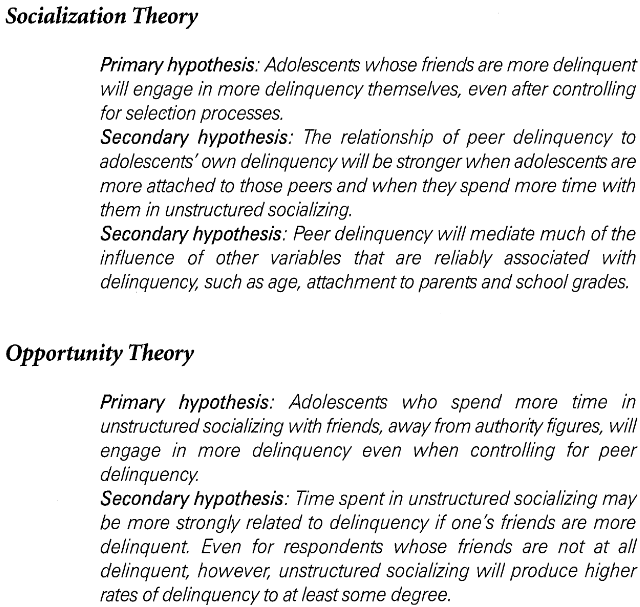 Socialization Theory
Primary hypothesis: Adolescents whose friends are more delinquent
will engage in more delinquency themselves, even after controlling
for selection processes.
Secondary hypothesis: The relationship of peer delinquency to
adolescents' own delinquency will be stronger when adolescents are
more attached to those peers and when they spend more time with
them in unstructured socializing.
Secondary hypothesis: Peer delinquency will mediate much of the
influence of other variables that are reliably associated with
delinquency, such as age, attachment to parents and school grades.
Opportunity Theory
Primary hypothesis: Adolescents who spend more time in
unstructured socializing with friends, away from authority figures, will
engage in more delinquency even when controlling for peer
delinquency.
Secondary hypothesis: Time spent in unstructured socializing may
be more strongly related to delinquency if one's friends are more
delinquent. Even for respondents whose friends are not at all
delinquent, however, unstructured socializing will produce higher
rates of delinquency to at least some degree.